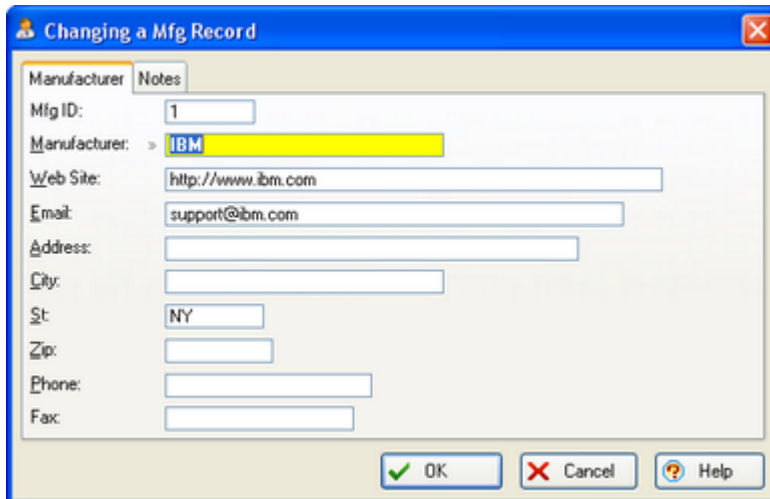 Changing a Mfg Record
Manufacturer Notes
Mfg ID: 1
Manufacturer: » IBM
Web Site: http://www.ibm.com
Email: support@ibm.com
Address:
City:
St: NY
Zip:
Phone:
Fax:
OK Cancel Help